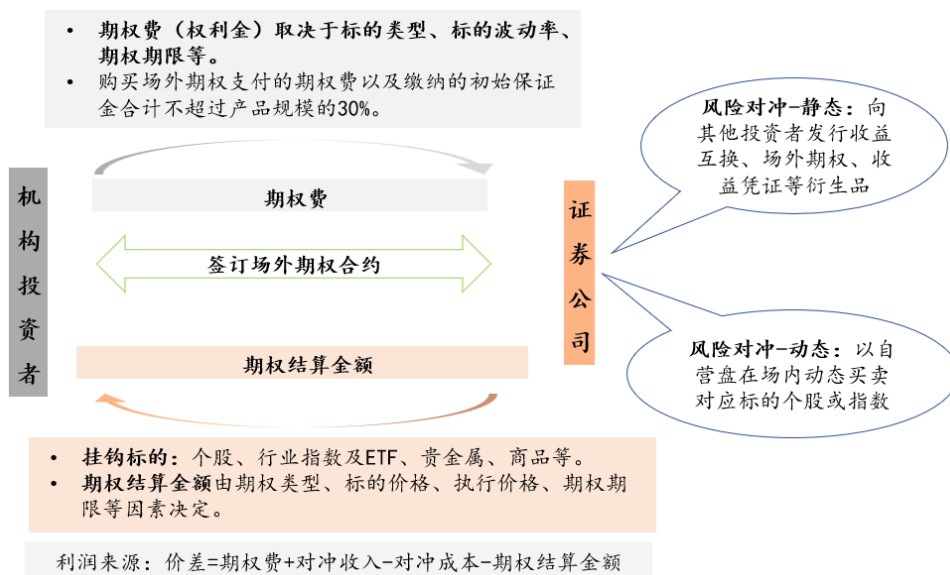 • 期权费（权利金）取决于标的类型、标的波动率、
期权期限等。
• 购买场外期权支付的期权费以及缴纳的初始保证
金合计不超过产品规模的30%。
风险对冲-静态：向
其他投资者发行收益
互换、场外期权、收
益凭证等衍生品
机构投资者
期权费
证券公司
签订场外期权合约
期权结算金额
风险对冲-动态：以自
营盘在场内动态买卖
对应标的个股或指数
• 挂钩标的：个股、行业指数及ETF、贵金属、商品等。
• 期权结算金额由期权类型、标的价格、执行价格、期权期
限等因素决定。
利润来源：价差=期权费+对冲收入-对冲成本-期权结算金额